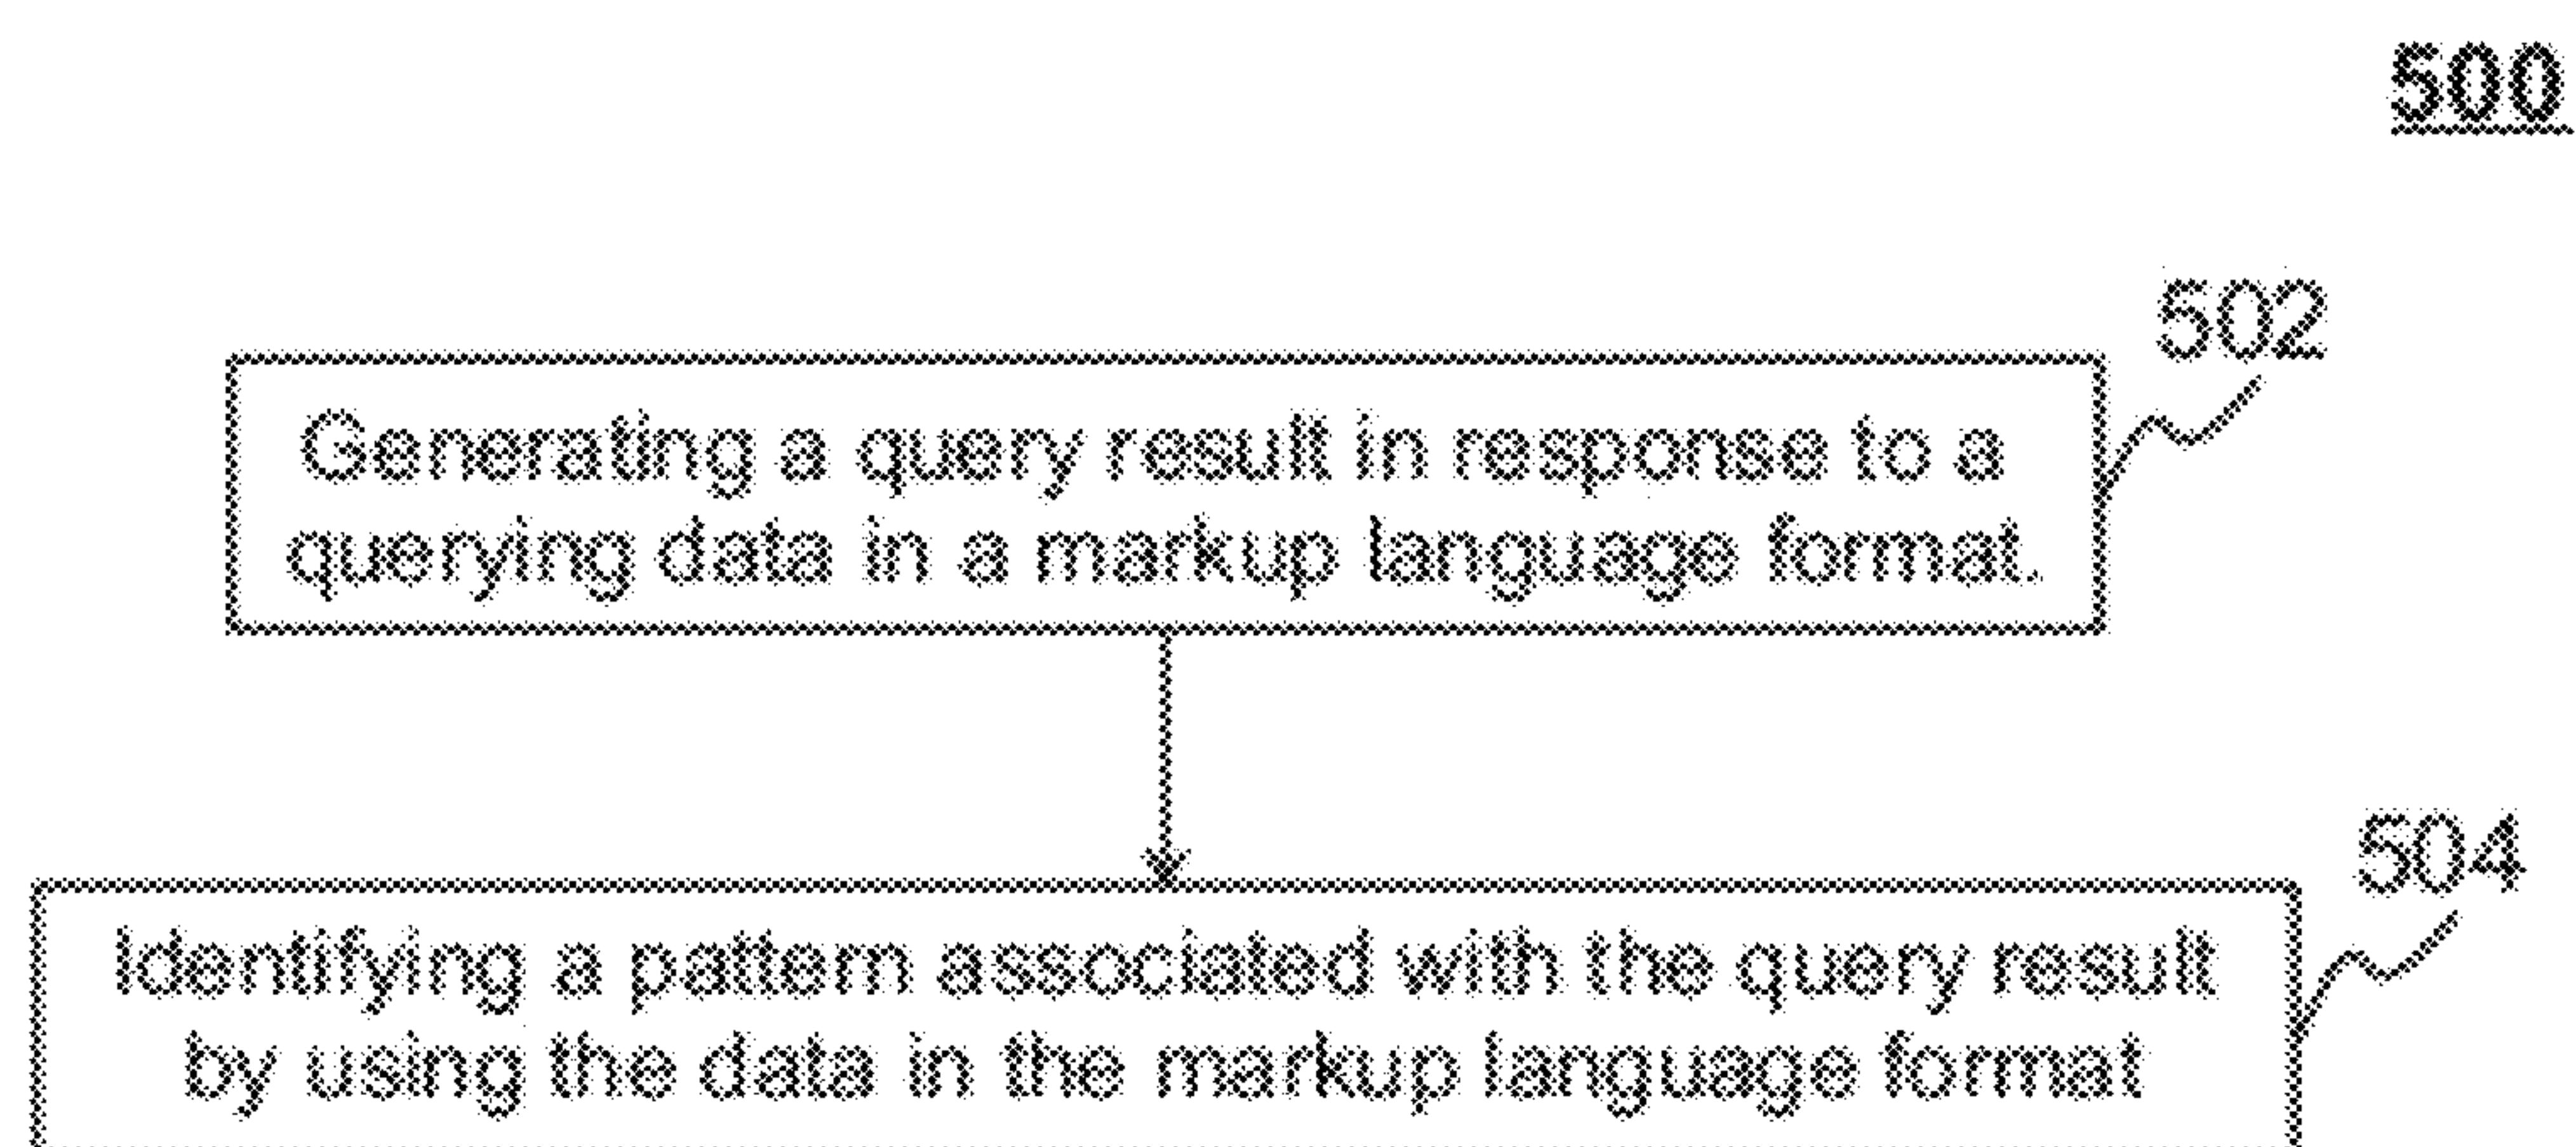 500
502
Generating a query result in response to a
querying data in a markup language format.
504
Identifying a pattern associated with the query result
by using the data in the markup language format